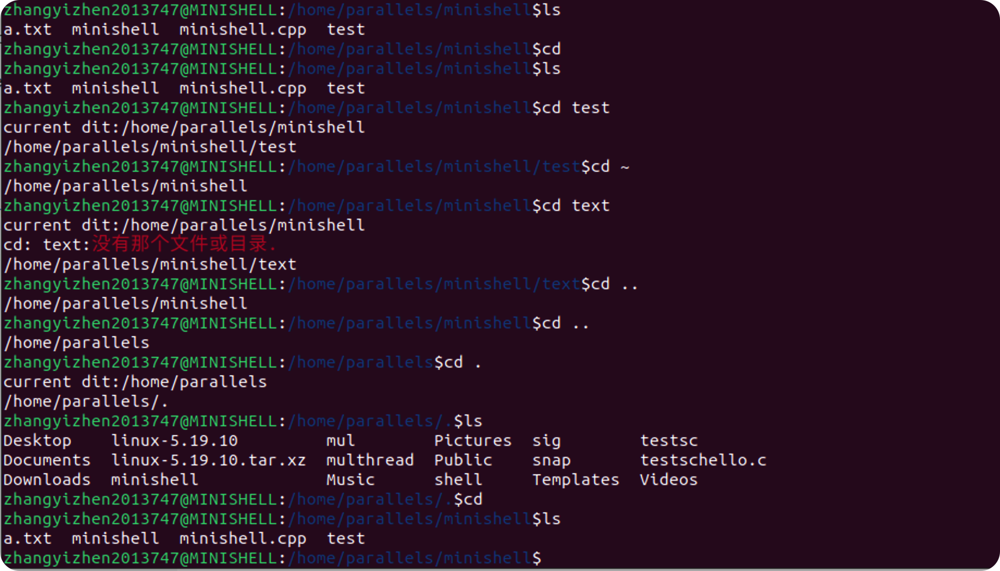 zhangyizhen2013747@MINISHELL:/home/parallels/minishell$ls
a.txt  minishell  minishell.cpp  test
zhangyizhen2013747@MINISHELL:/home/parallels/minishell$cd
zhangyizhen2013747@MINISHELL:/home/parallels/minishell$ls
a.txt  minishell  minishell.cpp  test
zhangyizhen2013747@MINISHELL:/home/parallels/minishell$cd test
current dit:/home/parallels/minishell
/home/parallels/minishell/test
zhangyizhen2013747@MINISHELL:/home/parallels/minishell/test$cd ~
/home/parallels/minishell
zhangyizhen2013747@MINISHELL:/home/parallels/minishell$cd text
current dit:/home/parallels/minishell
cd: text:没有那个文件或目录.
/home/parallels/minishell/text
zhangyizhen2013747@MINISHELL:/home/parallels/minishell/text$cd ..
/home/parallels/minishell
zhangyizhen2013747@MINISHELL:/home/parallels/minishell$cd ..
/home/parallels
zhangyizhen2013747@MINISHELL:/home/parallels$cd .
current dit:/home/parallels
/home/parallels/.
zhangyizhen2013747@MINISHELL:/home/parallels/.$ls
Desktop    linux-5.19.10         mul        Pictures  sig        testsc
Documents  linux-5.19.10.tar.xz  multhread  Public    snap       testschello.c
Downloads  minishell             Music      shell     Templates  Videos
zhangyizhen2013747@MINISHELL:/home/parallels/.$cd
zhangyizhen2013747@MINISHELL:/home/parallels/minishell$ls
a.txt  minishell  minishell.cpp  test
zhangyizhen2013747@MINISHELL:/home/parallels/minishell$